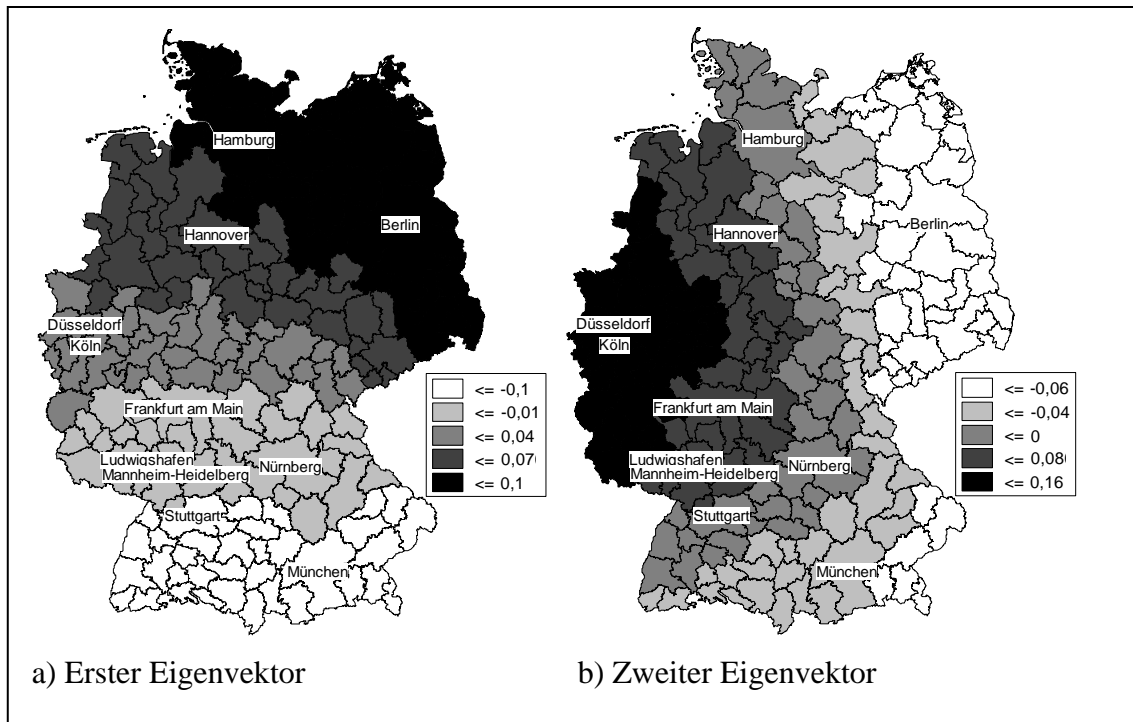 Hamburg
Berlin
Hannover
Düsseldorf
Köln
Frankfurt am Main
Ludwigshafen
Mannheim-Heidelberg
Nürnberg
Stuttgart
München
<= -0,1
<= -0,01
<= 0,04
<= 0,07
<= 0,1
a) Erster Eigenvektor
Hamburg
Berlin
Hannover
Düsseldorf
Köln
Frankfurt am Main
Ludwigshafen
Mannheim-Heidelberg
Nürnberg
Stuttgart
München
<= -0,06
<= -0,04
<= 0
<= 0,08
<= 0,16
b) Zweiter Eigenvektor